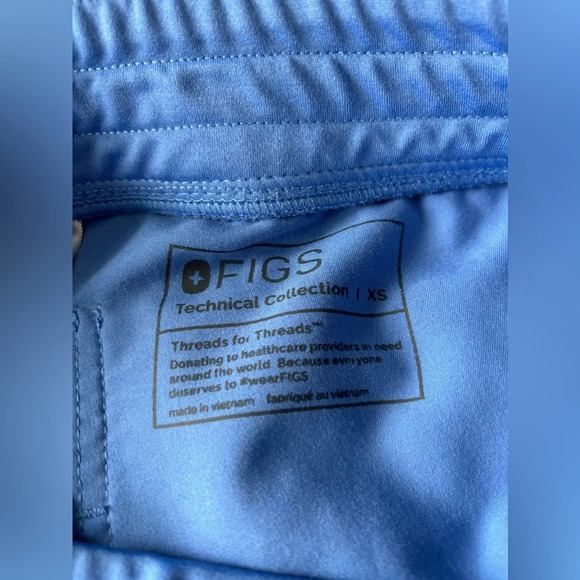 FIGS
Technical Collection | XS
Threads for Threads™
Donating to healthcare providers in need
around the world. Because everyone
deserves to #wearFIGS
made in vietnam fabriqué au vietnam